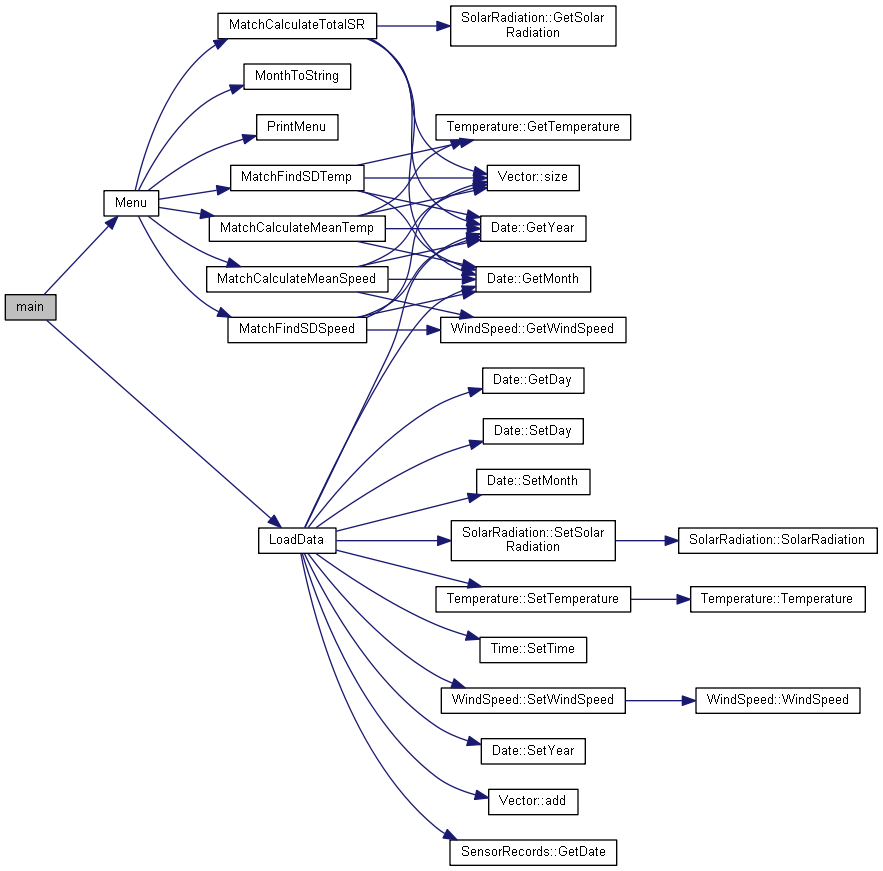 MatchCalculateTotalSR
SolarRadiation::GetSolar
Radiation
MonthToString
PrintMenu
Temperature::GetTemperature
MatchFindSDTemp
Vector::size
Menu
MatchCalculateMeanTemp
Date::GetYear
MatchCalculateMeanSpeed
Date::GetMonth
main
MatchFindSDSpeed
WindSpeed::GetWindSpeed
Date::GetDay
Date::SetDay
Date::SetMonth
LoadData
SolarRadiation::SetSolar
Radiation
SolarRadiation::SolarRadiation
Temperature::SetTemperature
Temperature::Temperature
Time::SetTime
WindSpeed::SetWindSpeed
WindSpeed::WindSpeed
Date::SetYear
Vector::add
SensorRecords::GetDate